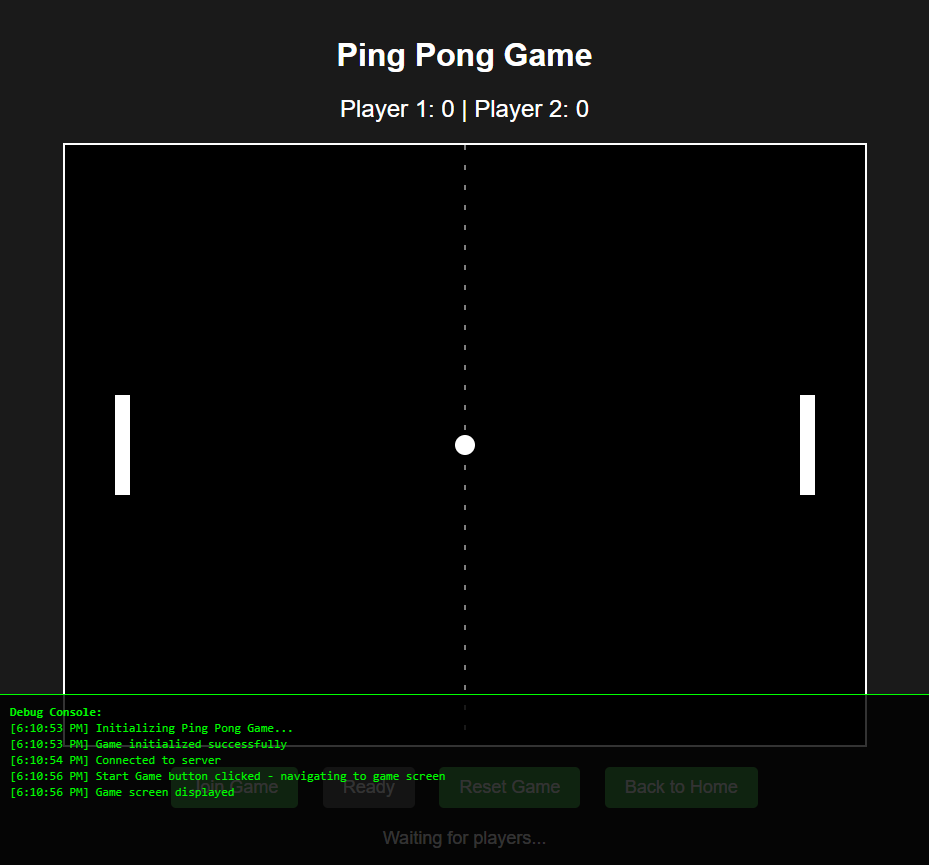 Ping Pong Game
Player 1: 0 | Player 2: 0
Debug Console:
[6:10:53 PM] Initializing Ping Pong Game...
[6:10:53 PM] Game initialized successfully
[6:10:54 PM] Connected to server
[6:10:56 PM] Start Game button clicked - navigating to game screen
[6:10:56 PM] Game screen displayed
Join Game Ready Reset Game Back to Home
Waiting for players...